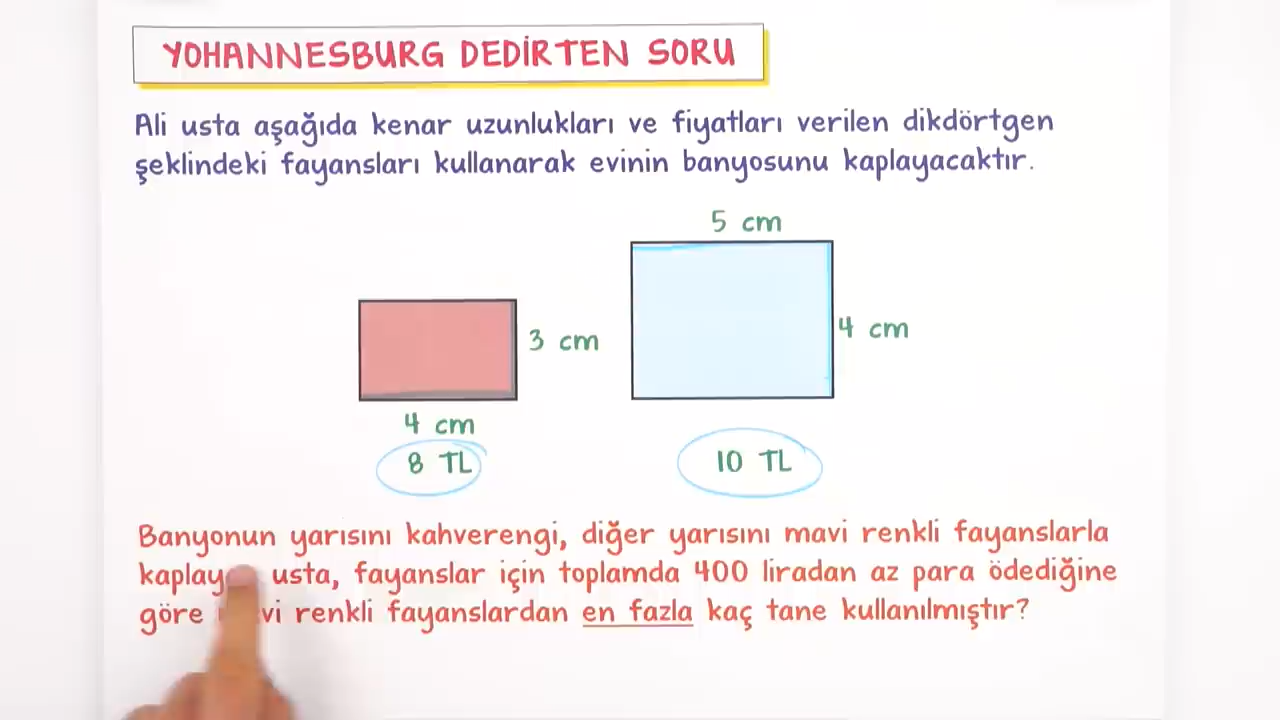 YOHANNESBURG DEDİRTEN SORU
Ali usta aşağıda kenar uzunlukları ve fiyatları verilen dikdörtgen
şeklindeki fayansları kullanarak evinin banyosunu kaplayacaktır.
5 cm
3 cm
4 cm
4 cm
8 TL
10 TL
Banyonun yarısını kahverengi, diğer yarısını mavi renkli fayanslarla
usta, fayanslar için toplamda 400 liradan az para ödediğine
göre renkli fayanslardan en fazla kaç tane kullanılmıştır?